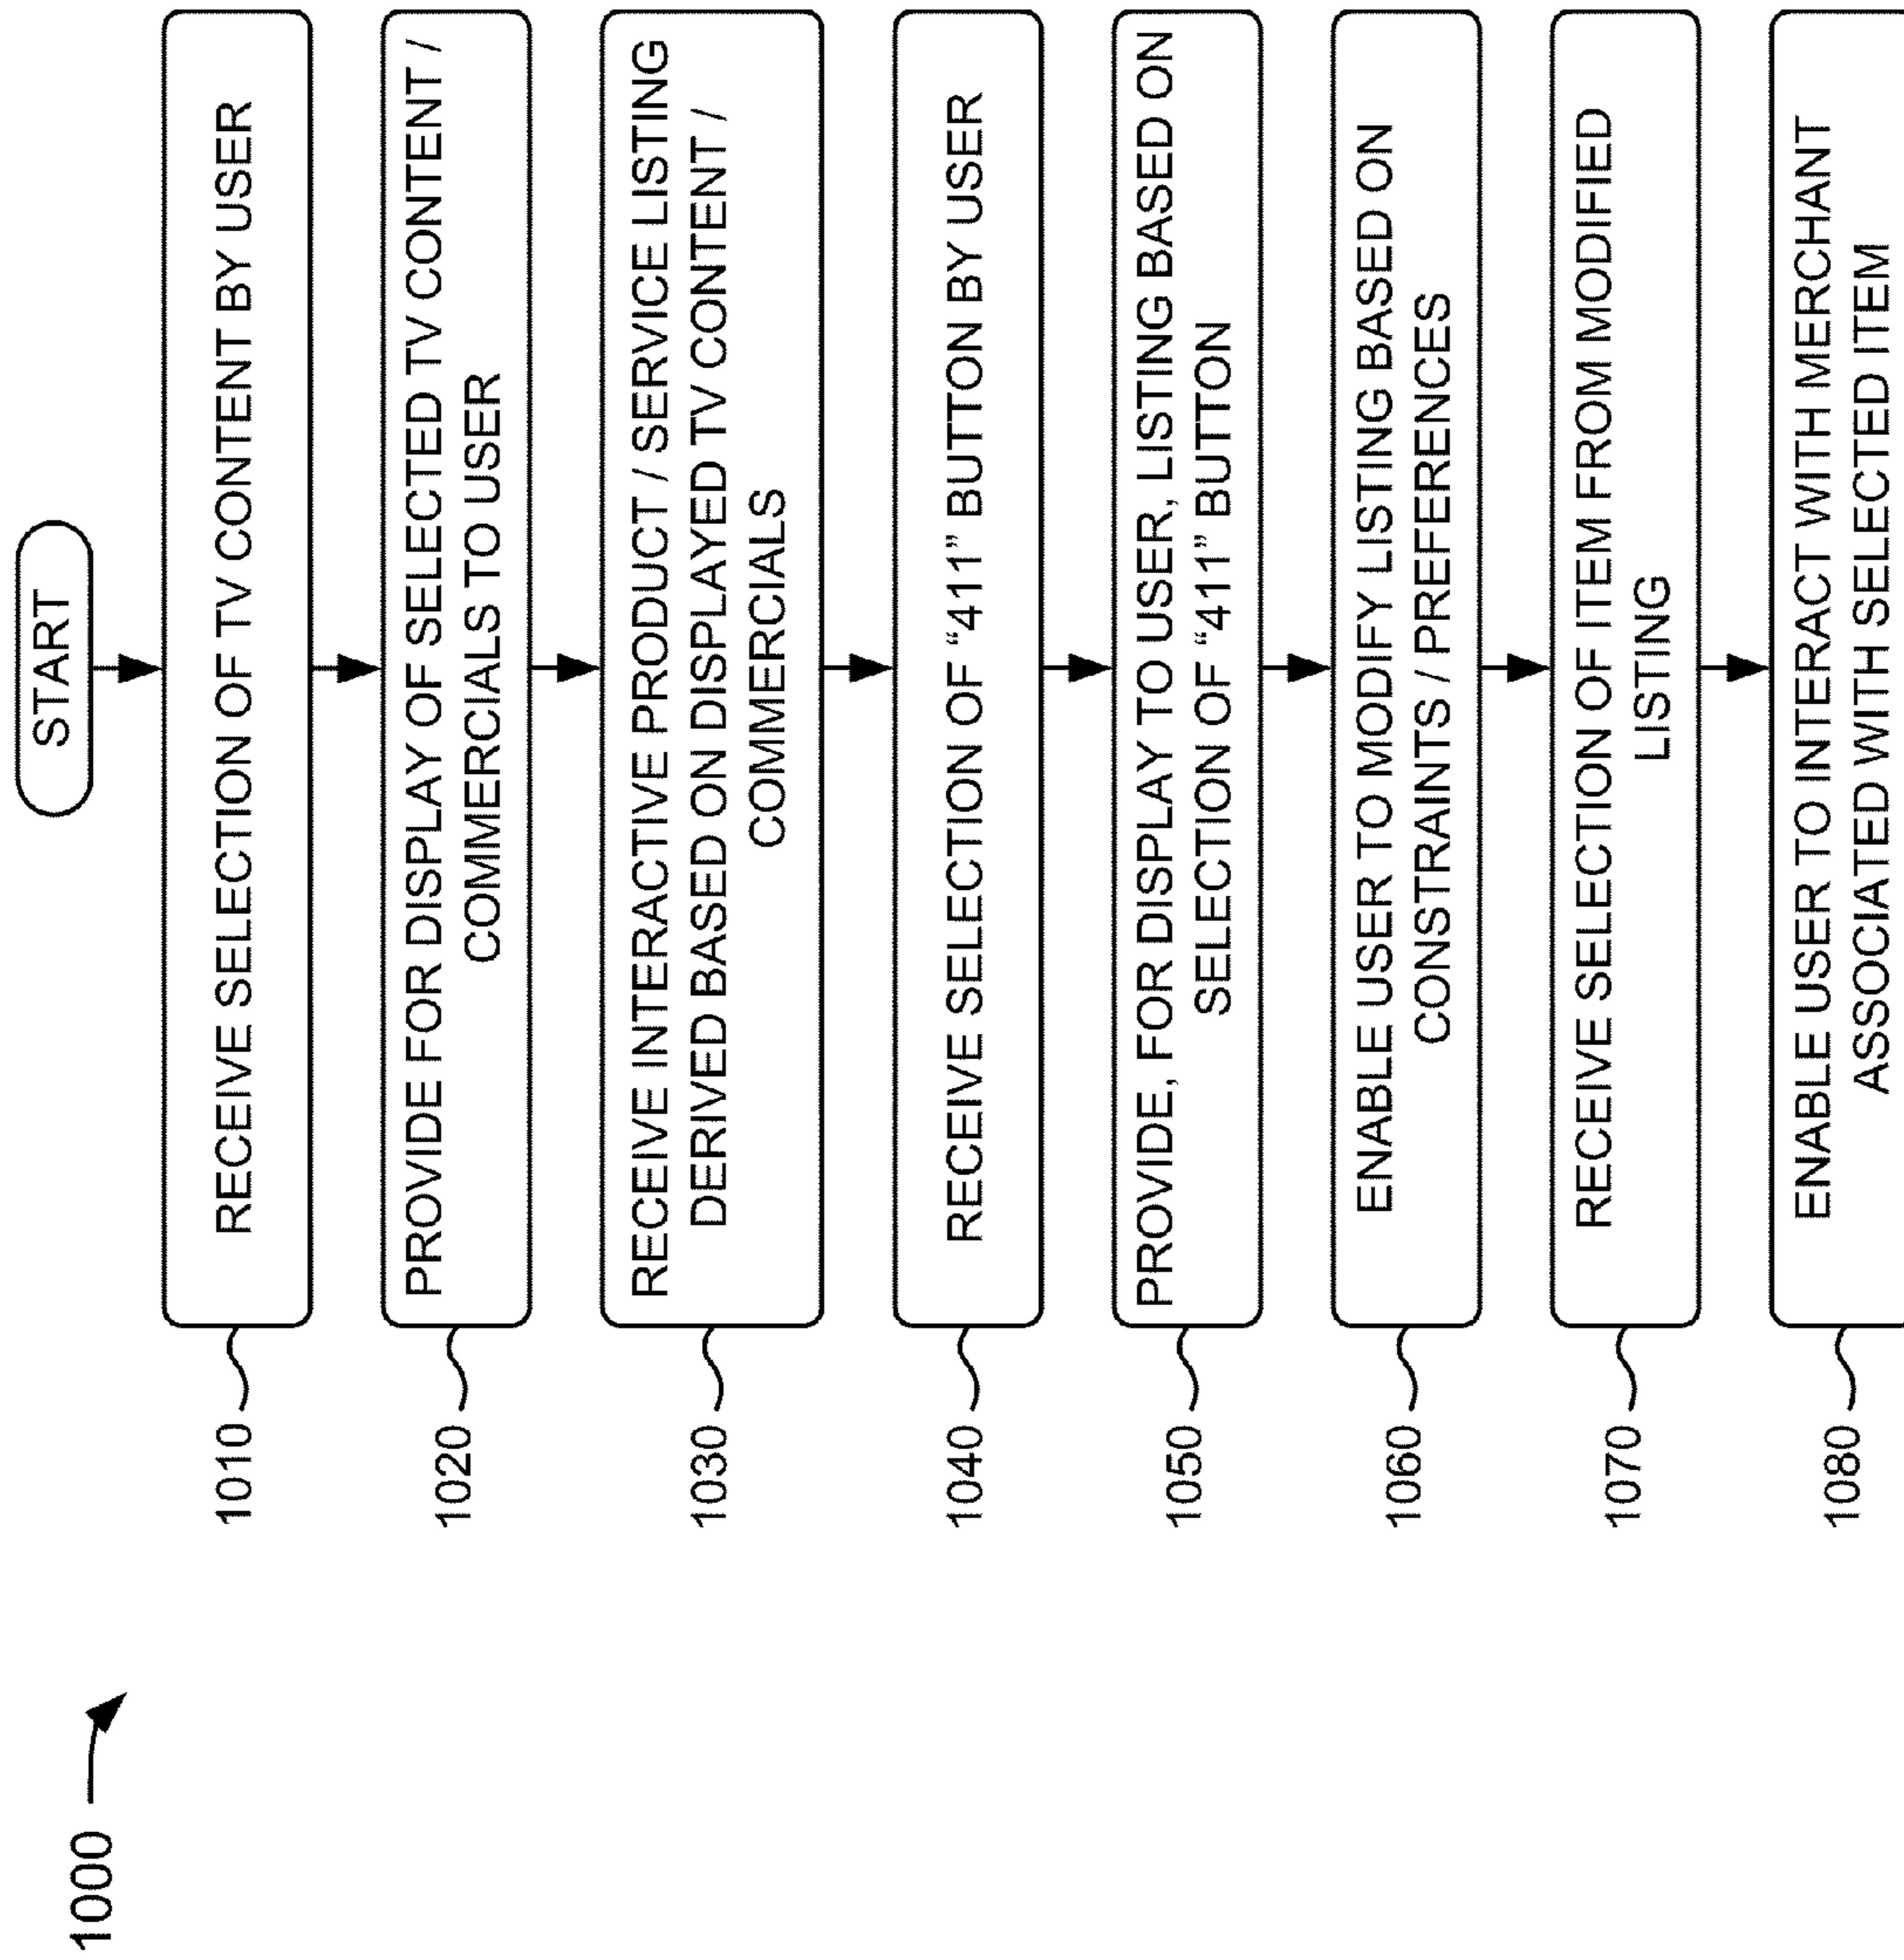 1000
START
1010
RECEIVE SELECTION OF TV CONTENT BY USER
1020
PROVIDE FOR DISPLAY OF SELECTED TV CONTENT /
COMMERCIALS TO USER
1030
RECEIVE INTERACTIVE PRODUCT / SERVICE LISTING
DERIVED BASED ON DISPLAYED TV CONTENT /
COMMERCIALS
1040
RECEIVE SELECTION OF “411” BUTTON BY USER
1050
PROVIDE, FOR DISPLAY TO USER, LISTING BASED ON
SELECTION OF “411” BUTTON
1060
ENABLE USER TO MODIFY LISTING BASED ON
CONSTRAINTS / PREFERENCES
1070
RECEIVE SELECTION OF ITEM FROM MODIFIED
LISTING
1080
ENABLE USER TO INTERACT WITH MERCHANT
ASSOCIATED WITH SELECTED ITEM